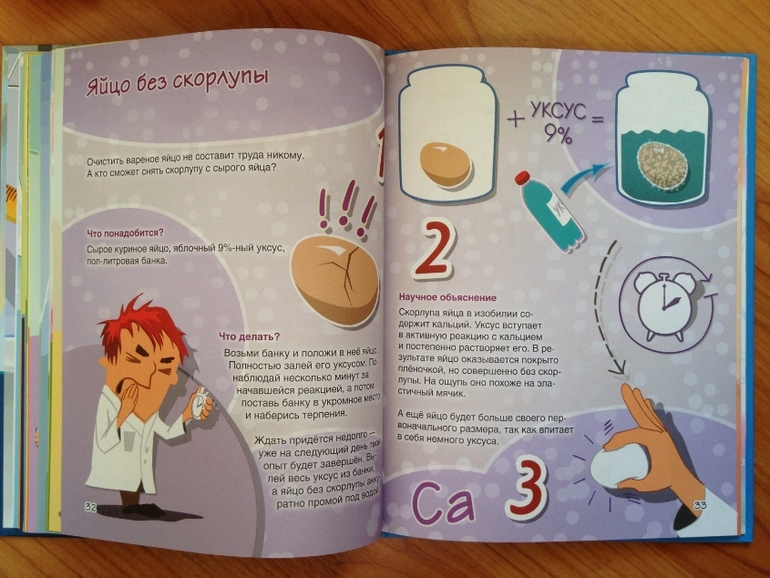 Яйцо без скорлупы
Очистить вареное яйцо не составит труда никому.
А кто сможет снять скорлупу с сырого яйца?
1
!!!
Что понадобится?
Сырое куриное яйцо, яблочный 9%-ный уксус,
пол-литровая банка.
Что делать?
Возьми банку и положи в неё яйцо.
Полностью залей его уксусом. По-
наблюдай несколько минут за
начавшейся реакцией, а потом
поставь банку в укромное место
и наберись терпения.
Ждать придётся недолго —
уже на следующий день твой
опыт будет завершён. Вы-
лей весь уксус из банки,
а яйцо без скорлупы акку-
ратно промой под водой.
32
+ УКСУС =
9%
УК
2
Научное объяснение
Скорлупа яйца в изобилии со-
держит кальций. Уксус вступает
в активную реакцию с кальцием
и постепенно растворяет его. В ре-
зультате яйцо оказывается покрыто
плёночкой, но совершенно без скор-
лупы. На ощупь оно похоже на эла-
стичный мячик.
А ещё яйцо будет больше своего пер-
воначального размера, так как впитает
в себя немного уксуса.
Ca
3
33